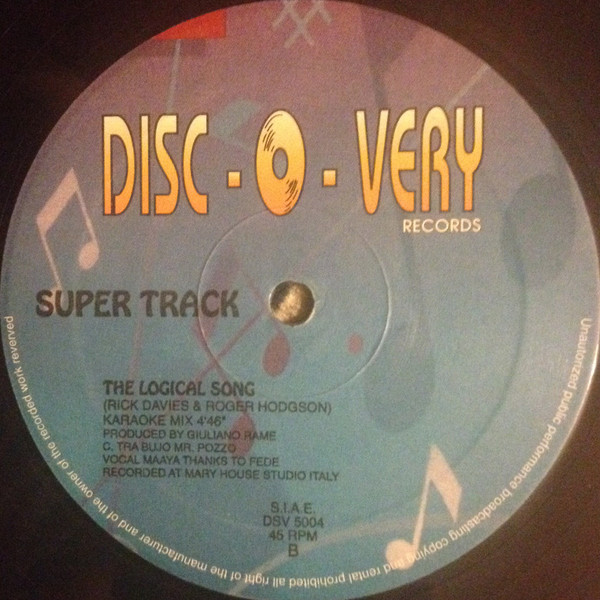 DISC-O-VERY
RECORDS
SUPER TRACK
THE LOGICAL SONG
(RICK DAVIES & ROGER HODGSON)
KARAOKE MIX 4'46"
PRODUCED BY GIULIANO RAME
C. TRABUJO MR. POZZO
VOCAL MAAYA THANKS TO FEDE
RECORDED AT MARY HOUSE STUDIO ITALY
S.I.A.E.
DSV 5004
45 RPM
B
Unautorized public performance broadcasting copying and rental prohibited all right of the manufacturer and of the owner of the recorded work reverved